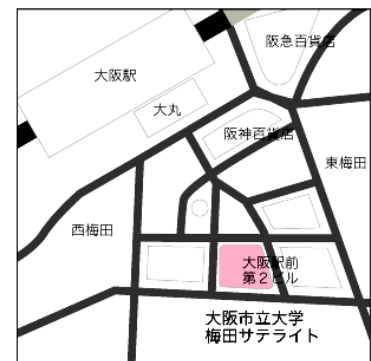 阪急百貨店
大阪駅
大丸
阪神百貨店
東梅田
西梅田
大阪駅前
第２ビル
大阪市立大学
梅田サテライト